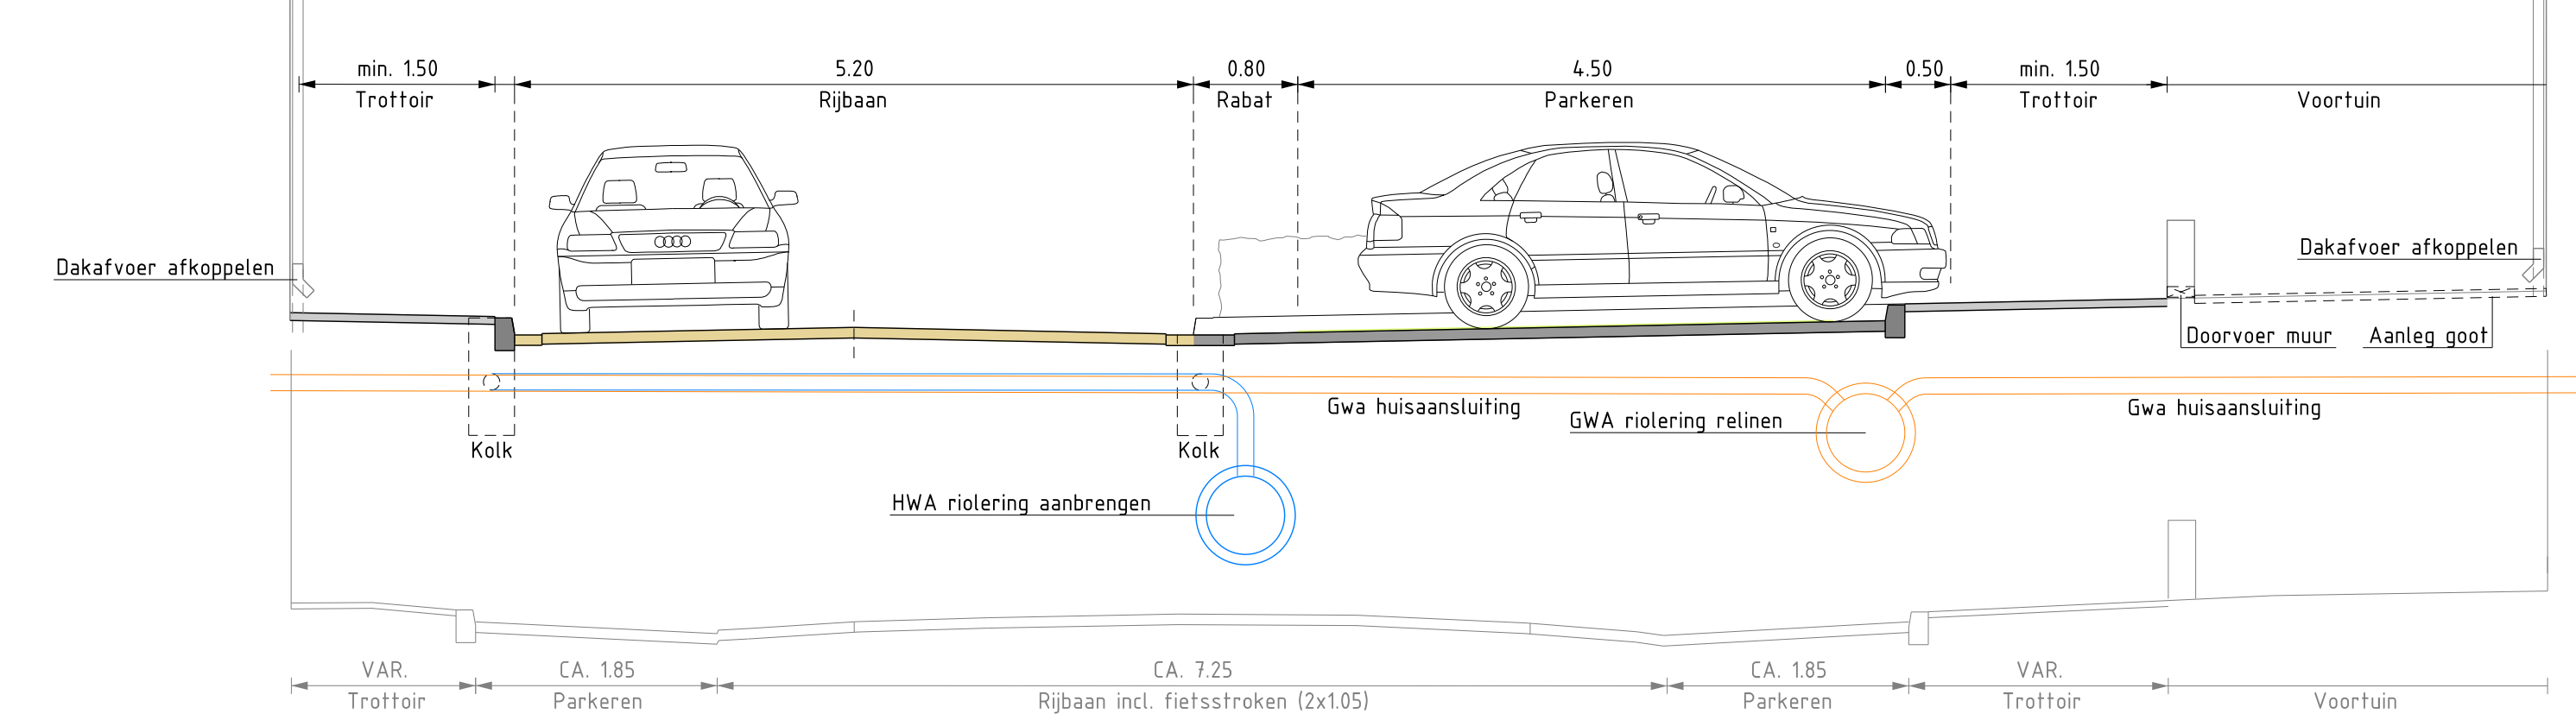 min. 1.50
5.20
0.80
4.50
0.50
min. 1.50
Trottoir
Rijbaan
Rabat
Parkeren
Trottoir
Voortuin
Dakafvoer afkoppelen
Dakafvoer afkoppelen
Doorvoer muur
Aanleg goot
Gwa huisaansluiting
GWA riolering relinen
Gwa huisaansluiting
Kolk
Kolk
HWA riolering aanbrengen
VAR.
CA. 1.85
CA. 7.25
CA. 1.85
VAR.
Trottoir
Parkeren
Rijbaan incl. fietsstroken (2x1.05)
Parkeren
Trottoir
Voortuin